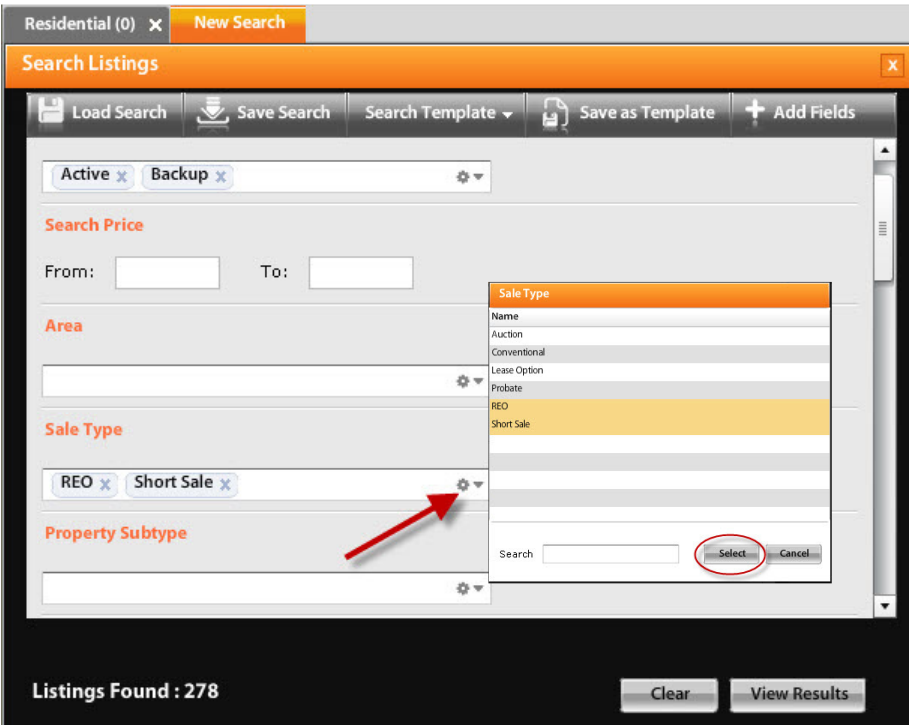 Residential (0) x New Search
Search Listings x
Load Search Save Search Search Template Save as Template Add Fields
Active x Backup x
Search Price
From: To:
Area
Sale Type
REO x Short Sale x
Property Subtype
Sale Type
Name
Auction
Conventional
Lease Option
Probate
REO
Short Sale
Search Select Cancel
Listings Found : 278 Clear View Results